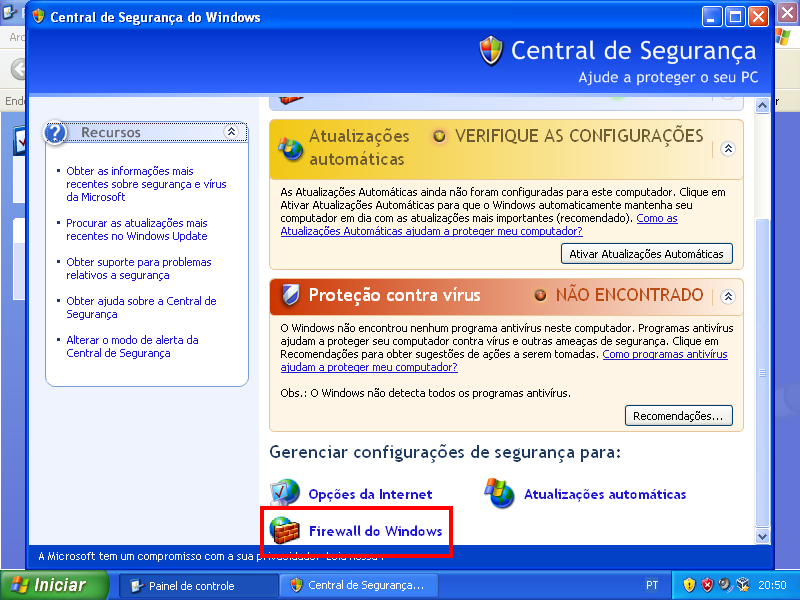 Central de Segurança do Windows
Central de Segurança
Ajude a proteger o seu PC
Recursos
Obter as informações mais
recentes sobre segurança e vírus
da Microsoft
Procurar as atualizações mais
recentes no Windows Update
Obter suporte para problemas
relativos a segurança
Obter ajuda sobre a Central de
Segurança
Alterar o modo de alerta da
Central de Segurança
Atualizações
automáticas
VERIFIQUE AS CONFIGURAÇÕES
As Atualizações Automáticas ainda não foram configuradas para este computador. Clique em
Ativar Atualizações Automáticas para que o Windows automaticamente mantenha seu
computador em dia com as atualizações mais importantes (recomendado). Como as
Atualizações Automáticas ajudam a proteger meu computador?
Ativar Atualizações Automáticas
Proteção contra vírus
NÃO ENCONTRADO
O Windows não encontrou nenhum programa antivírus neste computador. Programas antivírus
ajudam a proteger seu computador contra vírus e outras ameaças de segurança. Clique em
Recomendações para obter sugestões de ações a serem tomadas. Como programas antivírus
ajudam a proteger meu computador?
Obs.: O Windows não detecta todos os programas antivírus.
Recomendações...
Gerenciar configurações de segurança para:
Opções da Internet
Atualizações automáticas
Firewall do Windows
A Microsoft tem um compromisso com a sua
Iniciar
Painel de controle
Central de Segurança...
PT
20:50